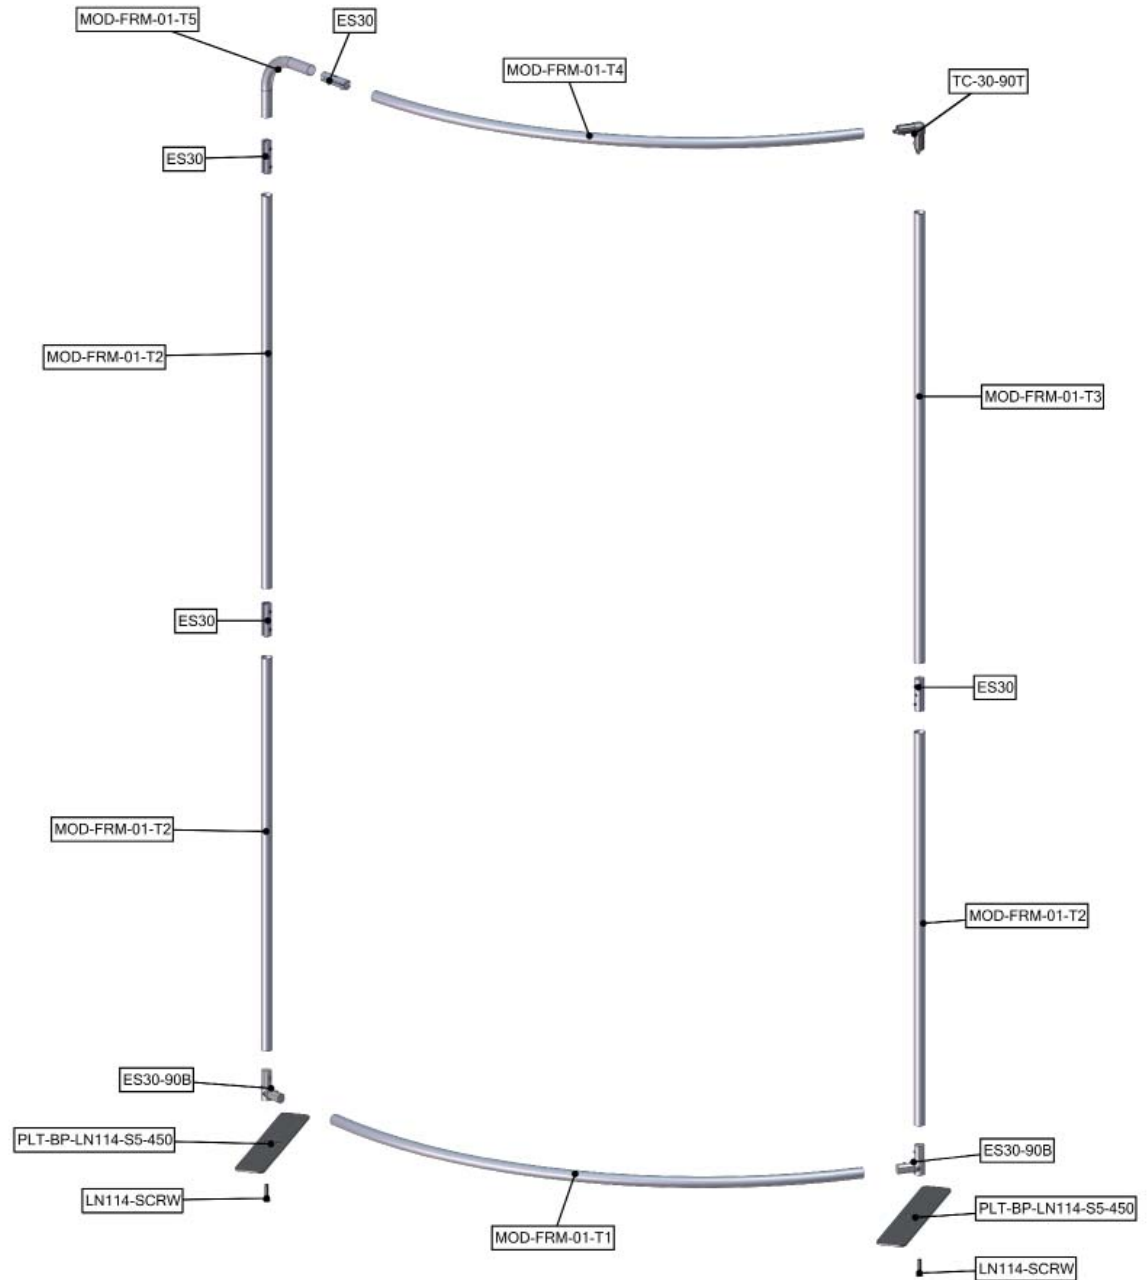 MOD-FRM-01-T5
ES30
MOD-FRM-01-T4
TC-30-90T
ES30
MOD-FRM-01-T2
MOD-FRM-01-T3
ES30
ES30
MOD-FRM-01-T2
MOD-FRM-01-T2
ES30-90B
PLT-BP-LN114-S5-450
ES30-90B
LN114-SCRW
PLT-BP-LN114-S5-450
MOD-FRM-01-T1
LN114-SCRW